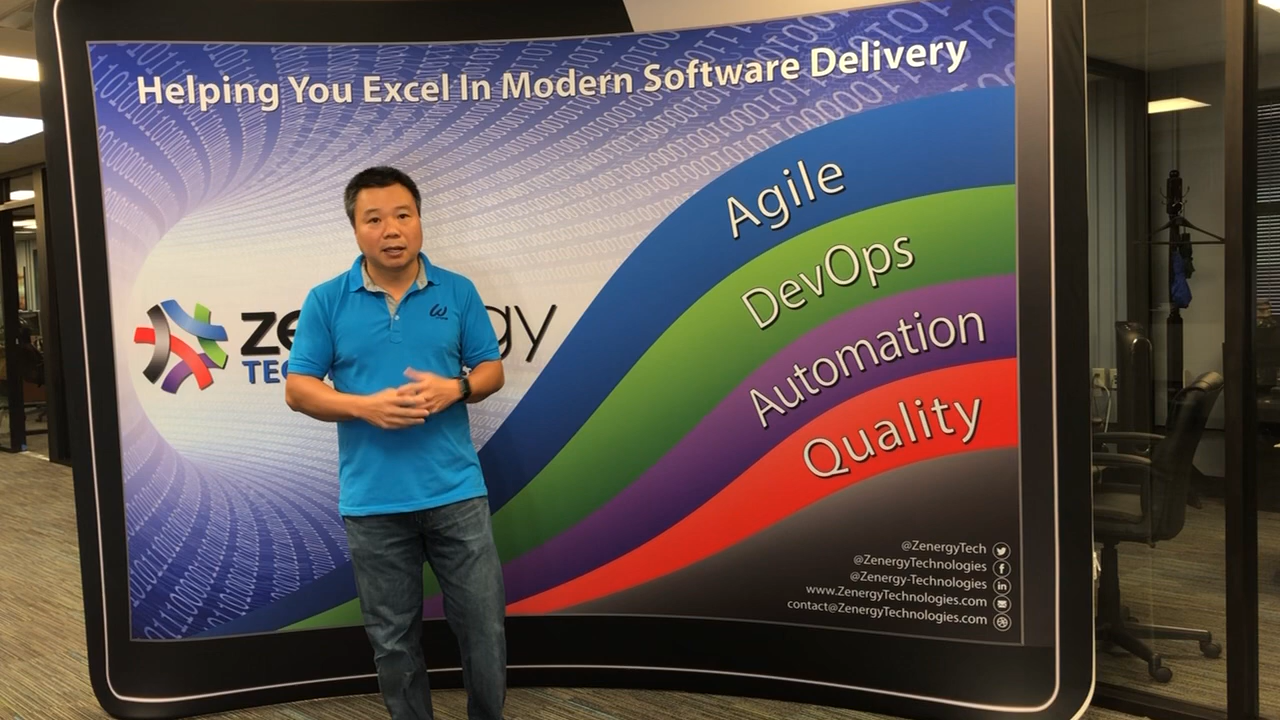 Helping You Excel In Modern Software Delivery
Agile
DevOps
Automation
Quality
@ZenergyTech
@ZenergyTechnologies
@Zenergy-Technologies
www.ZenergyTechnologies.com
contact@ZenergyTechnologies.com